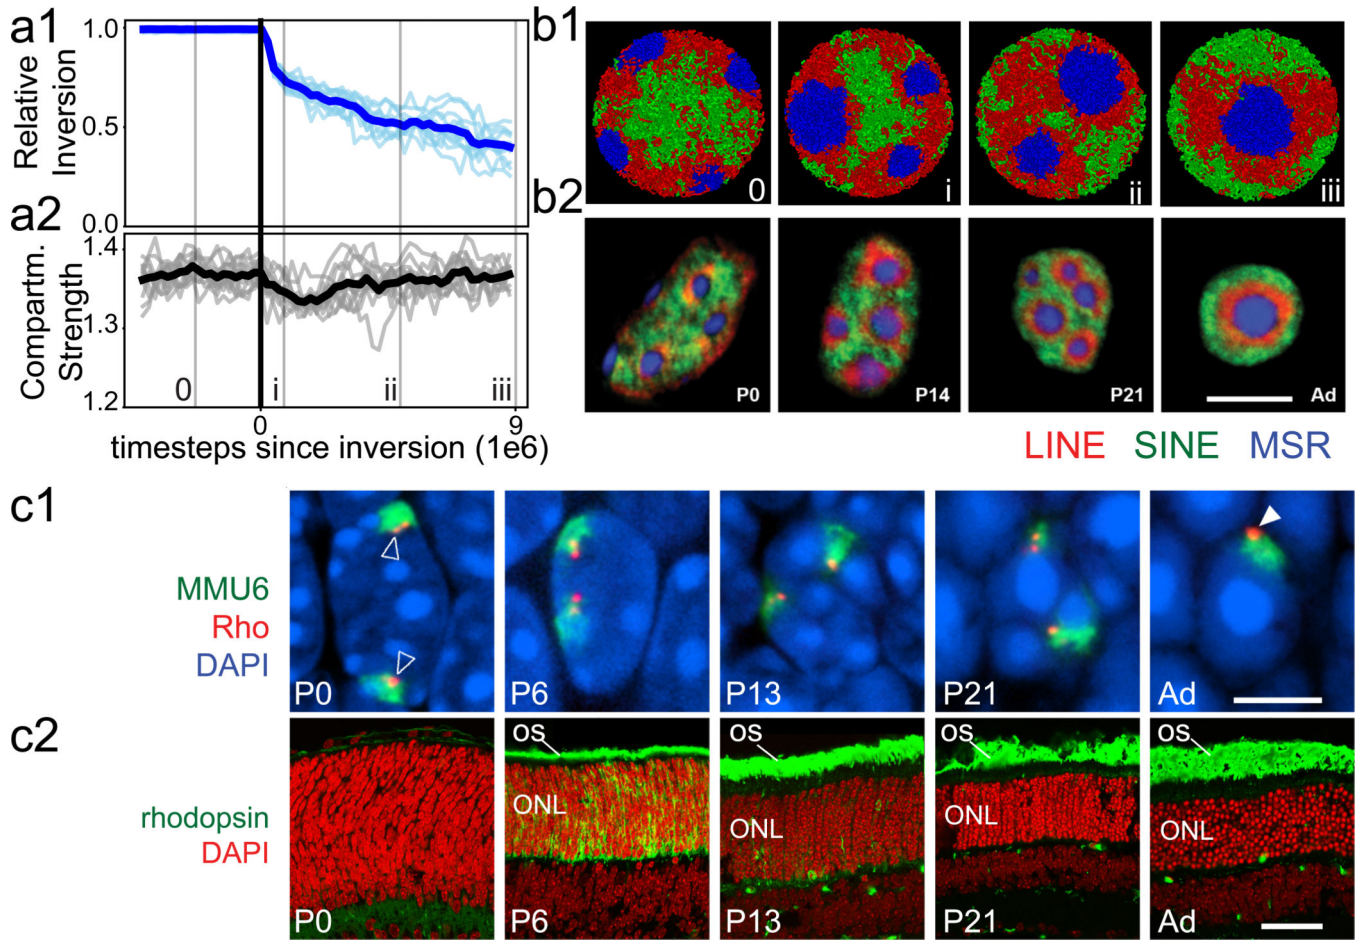 a1
Relative
Inversion
1.0
0.5
0.0
a2
Compartm.
Strength
1.4
1.3
1.2
0
i
ii
iii
0
9
timesteps since inversion (1e6)
b1
0
i
ii
iii
b2
P0
P14
P21
Ad
LINE SINE MSR
c1
MMU6
Rho
DAPI
P0
P6
P13
P21
Ad
c2
rhodopsin
DAPI
P0
os
ONL
P6
os
ONL
P13
os
ONL
P21
os
ONL
Ad